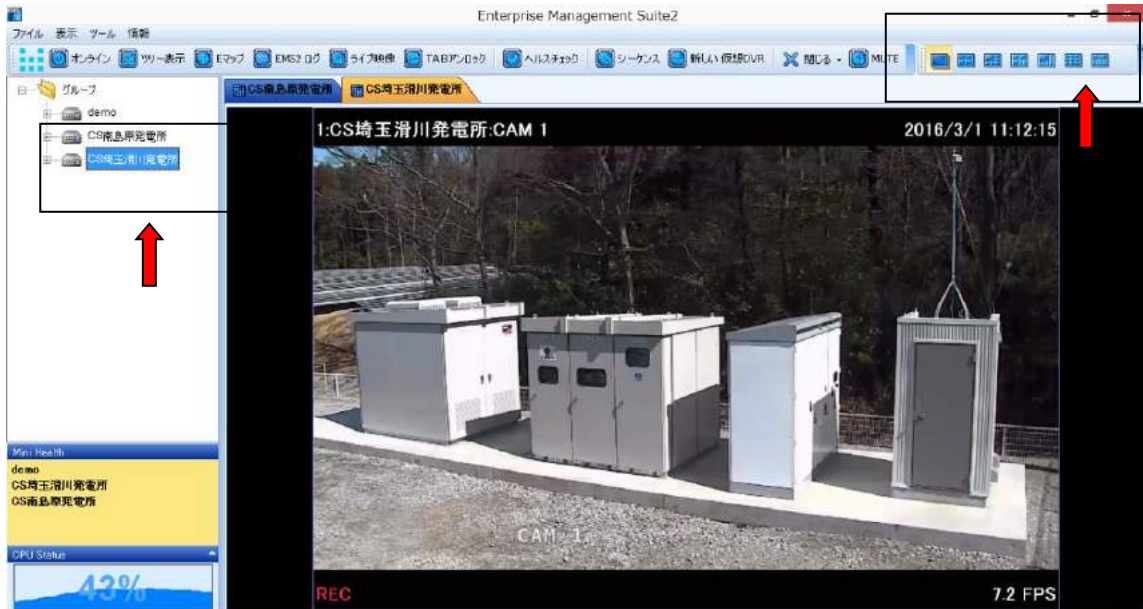 Enterprise Management Suite2
ファイル 表示 ツール 情報
オンライン ツリー表示 Eマップ EMS2 ログ ライブ映像 TABアンロック ヘルスチェック シーケンス 新しい仮想DVR 閉じる MUTE
グループ
demo
CS南島原発電所
CS埼玉滑川発電所
CS南島原発電所 CS埼玉滑川発電所
1:CS埼玉滑川発電所:CAM 1 2016/3/1 11:12:15
CAM 1
REC 7.2 FPS
Mini Health
demo
CS埼玉滑川発電所
CS南島原発電所
CPU Status
43%